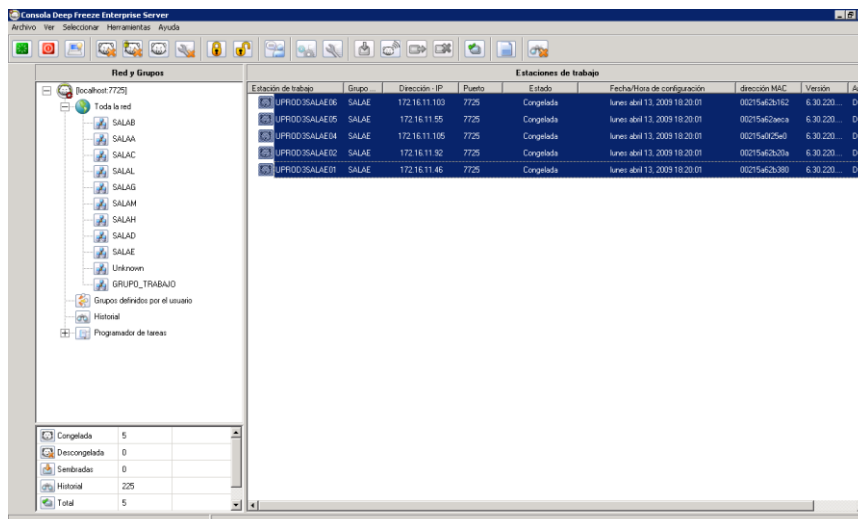 Consola Deep Freeze Enterprise Server
Archivo Ver Seleccionar Herramientas Ayuda
Red y Grupos
Estaciones de trabajo
[localhost:7725]
Toda la red
SALAB
SALAA
SALAC
SALAL
SALAG
SALAM
SALAH
SALAD
SALAE
Unknown
GRUPO_TRABAJO
Grupos definidos por el usuario
Historial
Programador de tareas
Estación de trabajo Grupo ... Dirección - IP Puerto Estado Fecha/Hora de configuración dirección MAC Versión
UPROD3SALAE06 SALAE 172.16.11.103 7725 Congelada lunes abril 13, 2009 18:20:01 00215a62b162 6.30.220....
UPROD3SALAE05 SALAE 172.16.11.55 7725 Congelada lunes abril 13, 2009 18:20:01 00215a62aeca 6.30.220....
UPROD3SALAE04 SALAE 172.16.11.105 7725 Congelada lunes abril 13, 2009 18:20:01 00215a0f25e0 6.30.220....
UPROD3SALAE02 SALAE 172.16.11.92 7725 Congelada lunes abril 13, 2009 18:20:01 00215a62b20a 6.30.220....
UPROD3SALAE01 SALAE 172.16.11.46 7725 Congelada lunes abril 13, 2009 18:20:01 00215a62b380 6.30.220....
Congelada 5
Descongelada 0
Sembradas 0
Historial 225
Total 5